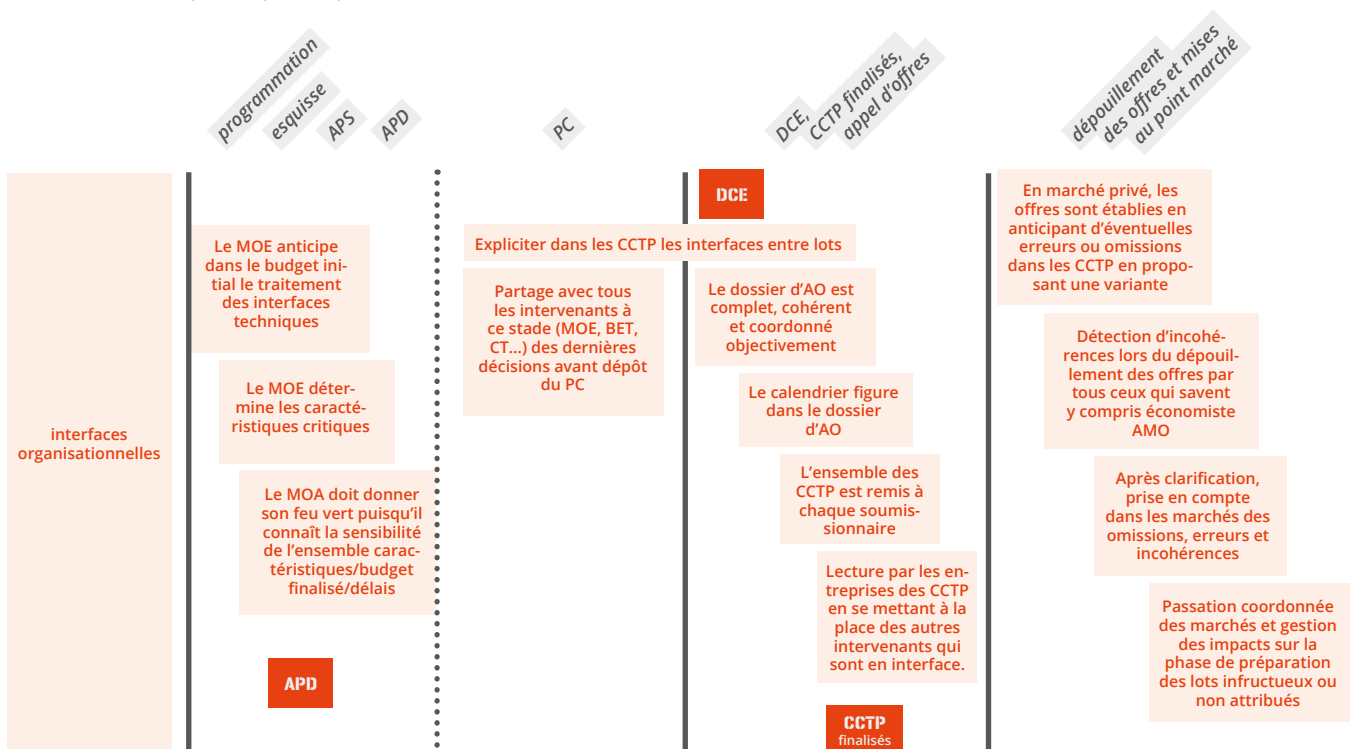 programmation
esquisse
APS
APD
PC
DCE,
CCTP finalisés,
appel d'offres
dépouillement
des offres et mises
au point marché
interfaces
organisationnelles
Le MOE anticipe
dans le budget ini-
tial le traitement
des interfaces
techniques
Le MOE déter-
mine les caracté-
ristiques critiques
Le MOA doit donner
son feu vert puisqu'il
connaît la sensibilité
de l'ensemble carac-
téristiques/budget
finalisé/délais
APD
Expliciter dans les CCTP les interfaces entre lots
Partage avec tous
les intervenants à
ce stade (MOE, BET,
CT...) des dernières
décisions avant dépôt
du PC
DCE
Le dossier d'AO est
complet, cohérent
et coordonné
objectivement
Le calendrier figure
dans le dossier
d'AO
L'ensemble des
CCTP est remis à
chaque soumis-
sionnaire
Lecture par les en-
treprises des CCTP
en se mettant à la
place des autres
intervenants qui
sont en interface.
CCTP
finalisés
En marché privé, les
offres sont établies en
anticipant d'éventuelles
erreurs ou omissions
dans les CCTP en propo-
sant une variante
Détection d'incohé-
rences lors du dépouil-
lement des offres par
tous ceux qui savent
y compris économiste
AMO
Après clarification,
prise en compte
dans les marchés des
omissions, erreurs et
incohérences
Passation coordonnée
des marchés et gestion
des impacts sur la
phase de préparation
des lots infructueux ou
non attribués